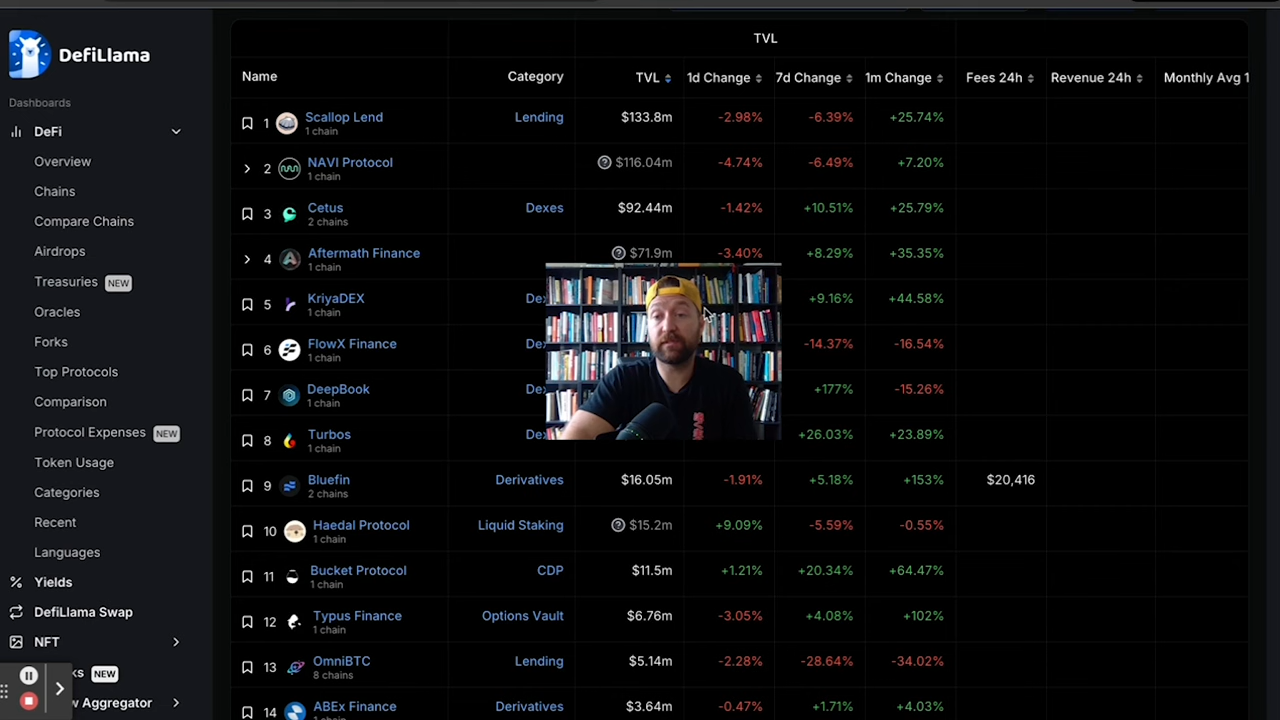 DefiLlama
Dashboards
DeFi
Overview
Chains
Compare Chains
Airdrops
Treasuries NEW
Oracles
Forks
Top Protocols
Comparison
Protocol Expenses NEW
Token Usage
Categories
Recent
Languages
Yields
DefiLlama Swap
NFT
NEW
Aggregator
TVL
Name Category TVL 1d Change 7d Change 1m Change Fees 24h Revenue 24h Monthly Avg 1
1 Scallop Lend Lending $133.8m -2.98% -6.39% +25.74%
1 chain
2 NAVI Protocol ? $116.04m -4.74% -6.49% +7.20%
1 chain
3 Cetus Dexes $92.44m -1.42% +10.51% +25.79%
2 chains
4 Aftermath Finance ? $71.9m -3.40% +8.29% +35.35%
1 chain
5 KriyaDEX De +9.16% +44.58%
1 chain
6 FlowX Finance De -14.37% -16.54%
1 chain
7 DeepBook De +177% -15.26%
1 chain
8 Turbos De +26.03% +23.89%
1 chain
9 Bluefin Derivatives $16.05m -1.91% +5.18% +153% $20,416
2 chains
10 Haedal Protocol Liquid Staking ? $15.2m +9.09% -5.59% -0.55%
1 chain
11 Bucket Protocol CDP $11.5m +1.21% +20.34% +64.47%
1 chain
12 Typus Finance Options Vault $6.76m -3.05% +4.08% +102%
1 chain
13 OmniBTC Lending $5.14m -2.28% -28.64% -34.02%
8 chains
14 ABEx Finance Derivatives $3.64m -0.47% +1.71% +4.03%
1 chain